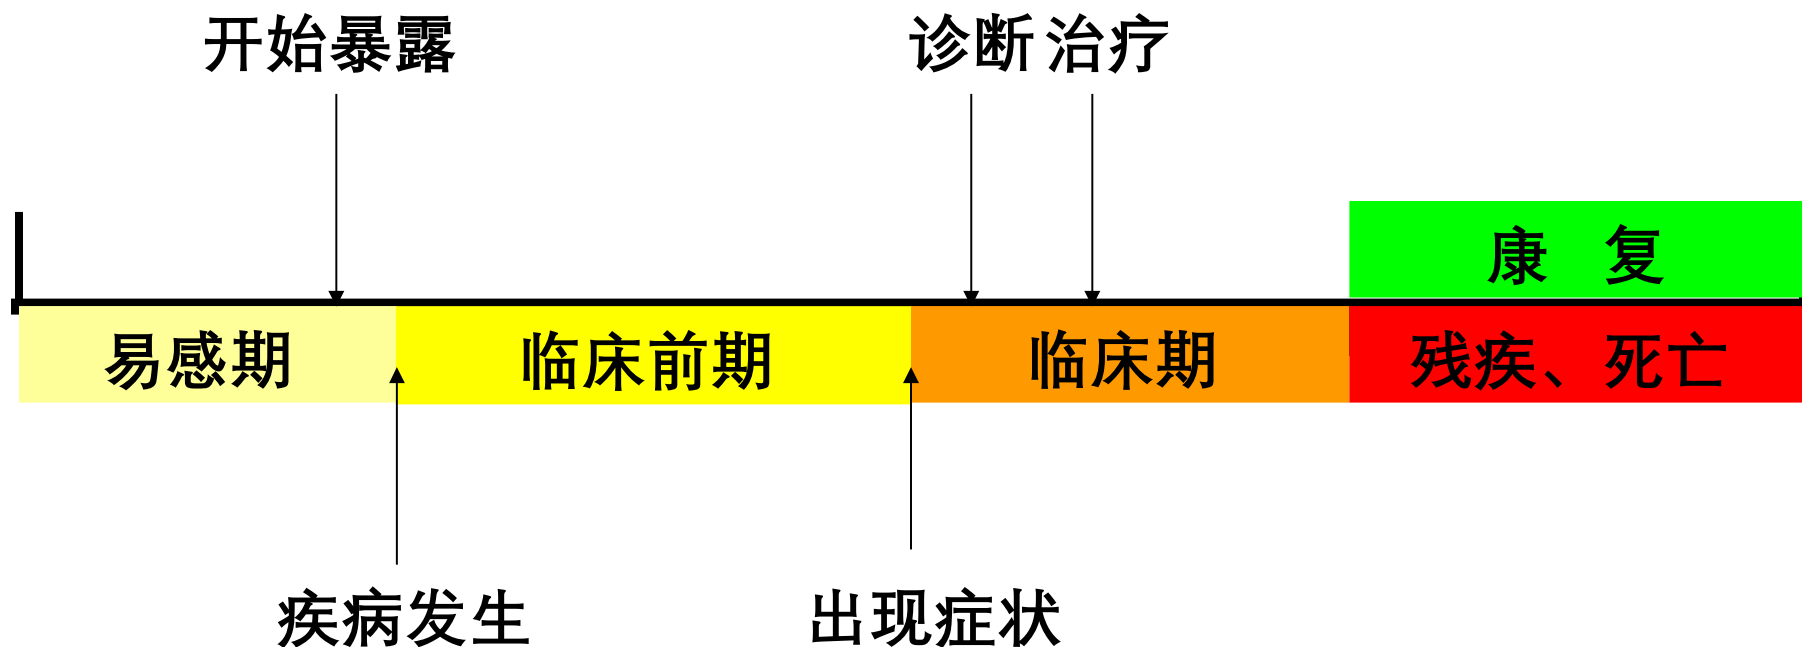 开始暴露
诊断 治疗
康 复
易感期
临床前期
临床期
残疾、死亡
疾病发生
出现症状